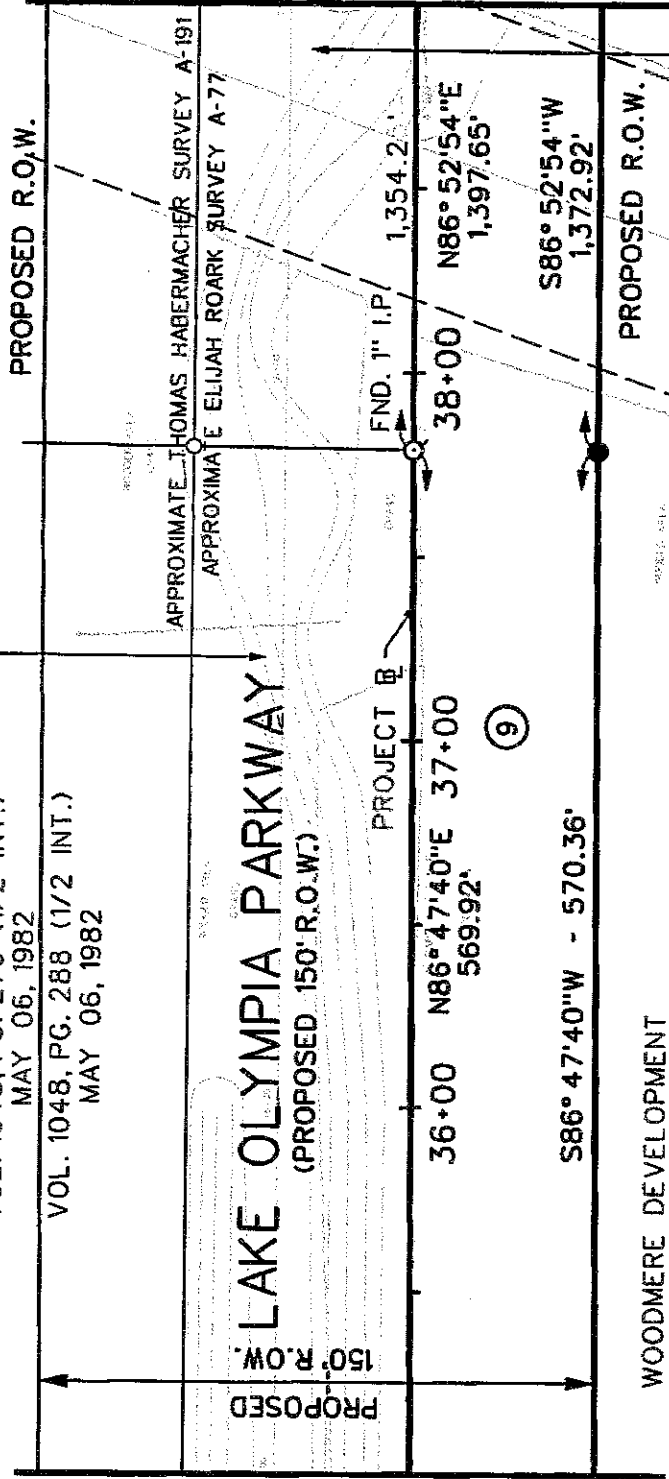 MAY 06, 1982
VOL. 1048, PG. 288 (1/2 INT.)
MAY 06, 1982
PROPOSED R.O.W.
APPROXIMATE THOMAS HABERMACHER SURVEY A-191
APPROXIMA E ELIJAH ROARK SURVEY A-77
LAKE OLYMPIA PARKWAY
(PROPOSED 150' R.O.W.)
PROPOSED
150' R.OW.
PROJECT BL
FND. 1" I.P
1,354.2 '
36+00
N86°47'40"E
569.92'
37+00
38+00
N86°52'54"E
1,397.65'
9
S86°47'40"W - 570.36'
S86°52'54"W
1,372.92'
WOODMERE DEVELOPMENT
PROPOSED R.O.W.